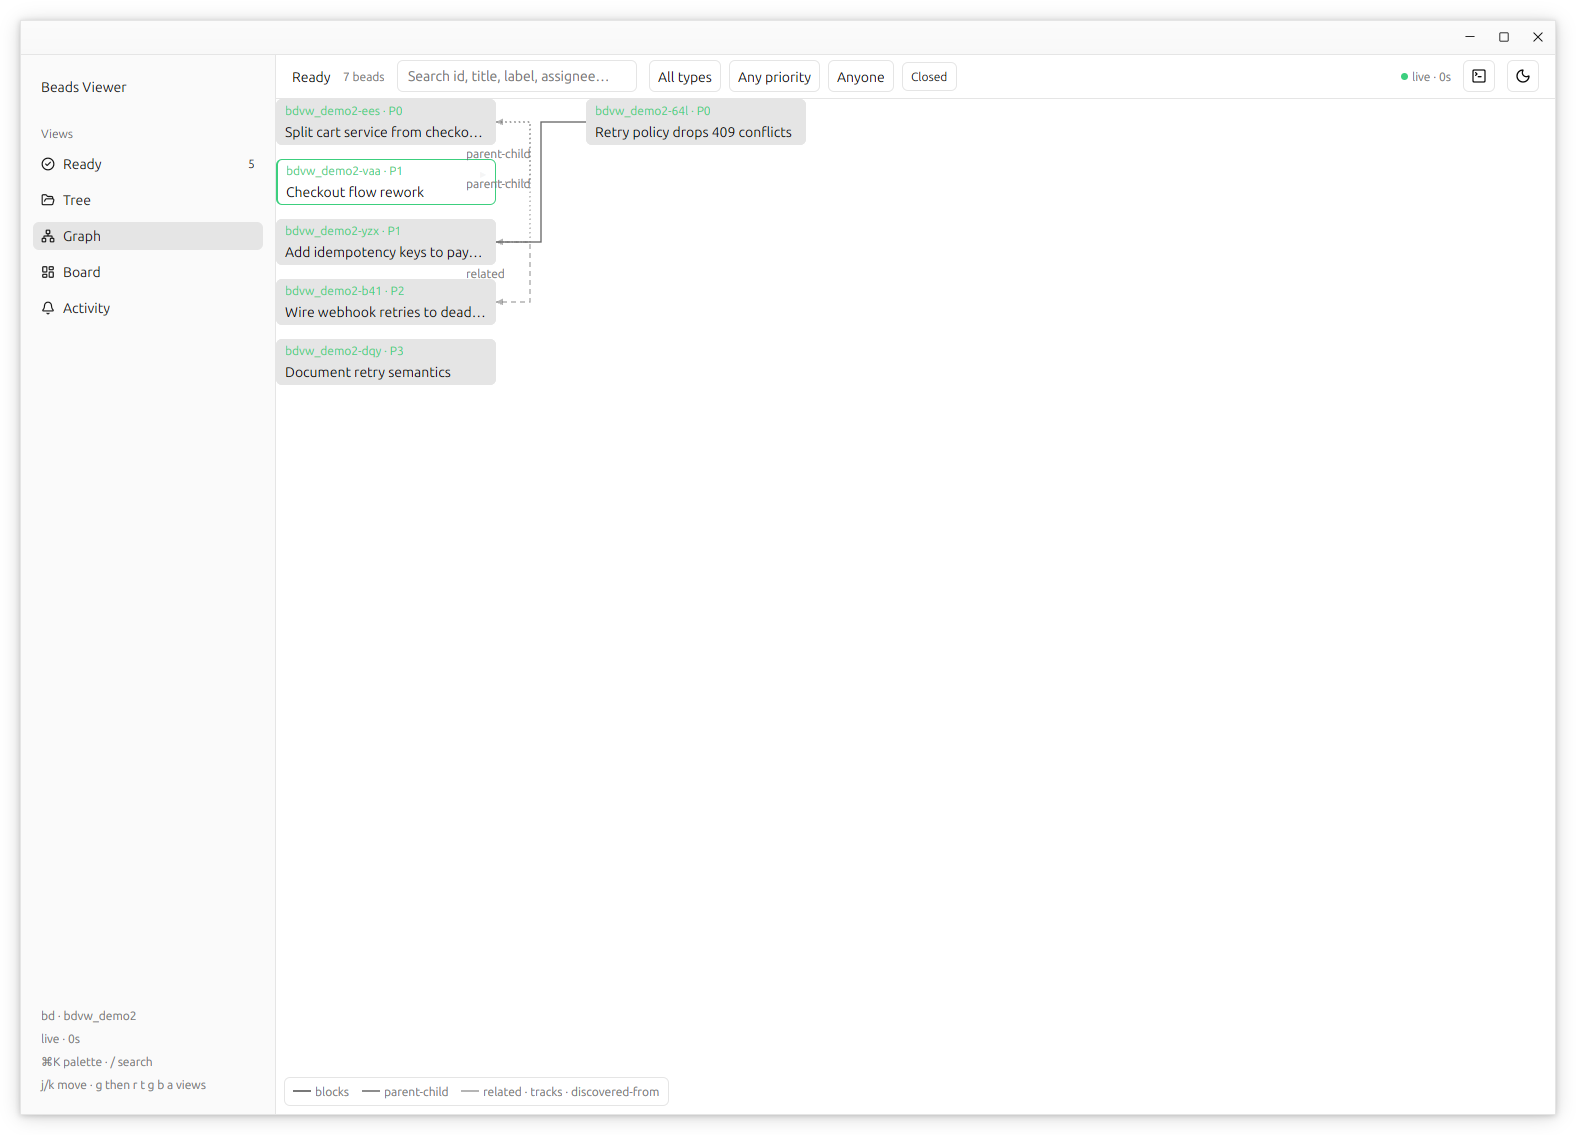 Beads Viewer
Views
Ready 5
Tree
Graph
Board
Activity
bd · bdvw_demo2
live · 0s
⌘K palette · / search
j/k move · g then r t g b a views
Ready 7 beads Search id, title, label, assignee… All types Any priority Anyone Closed live · 0s
bdvw_demo2-ees · P0
Split cart service from checko…
bdvw_demo2-64l · P0
Retry policy drops 409 conflicts
parent-child
bdvw_demo2-vaa · P1
Checkout flow rework
parent-child
bdvw_demo2-yzx · P1
Add idempotency keys to pay…
related
bdvw_demo2-b41 · P2
Wire webhook retries to dead…
bdvw_demo2-dqy · P3
Document retry semantics
blocks parent-child related · tracks · discovered-from